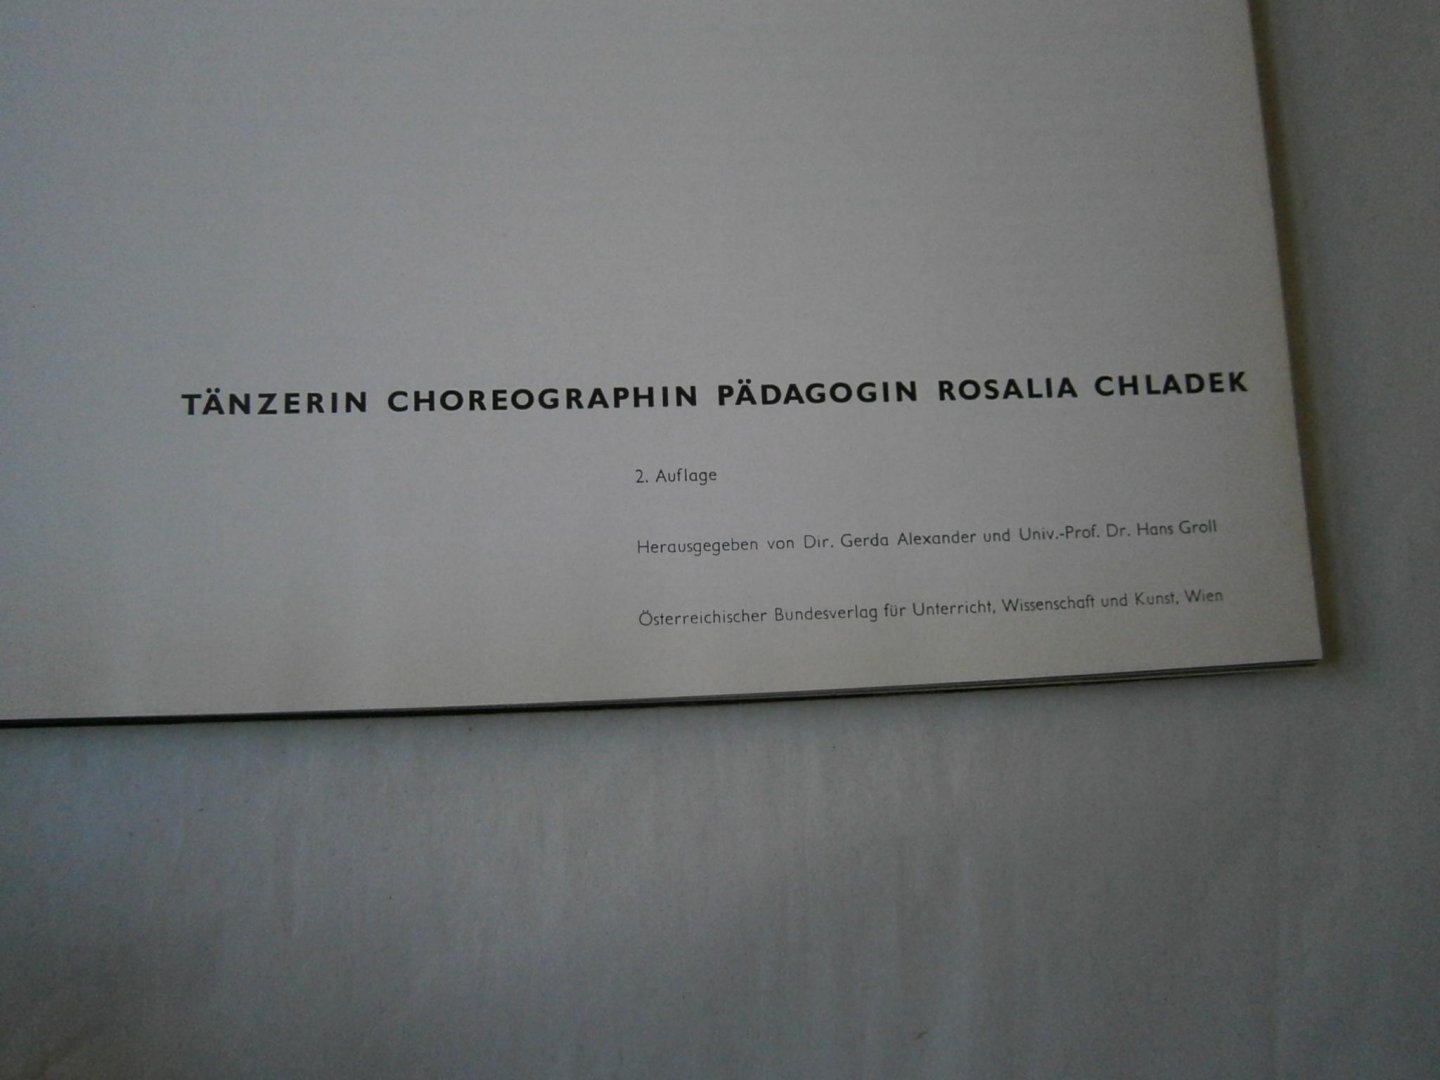 TÄNZERIN CHOREOGRAPHIN PÄDAGOGIN ROSALIA CHLADEK
2. Auflage
Herausgegeben von Dir. Gerda Alexander und Univ.-Prof. Dr. Hans Groll
Österreichischer Bundesverlag für Unterricht, Wissenschaft und Kunst, Wien